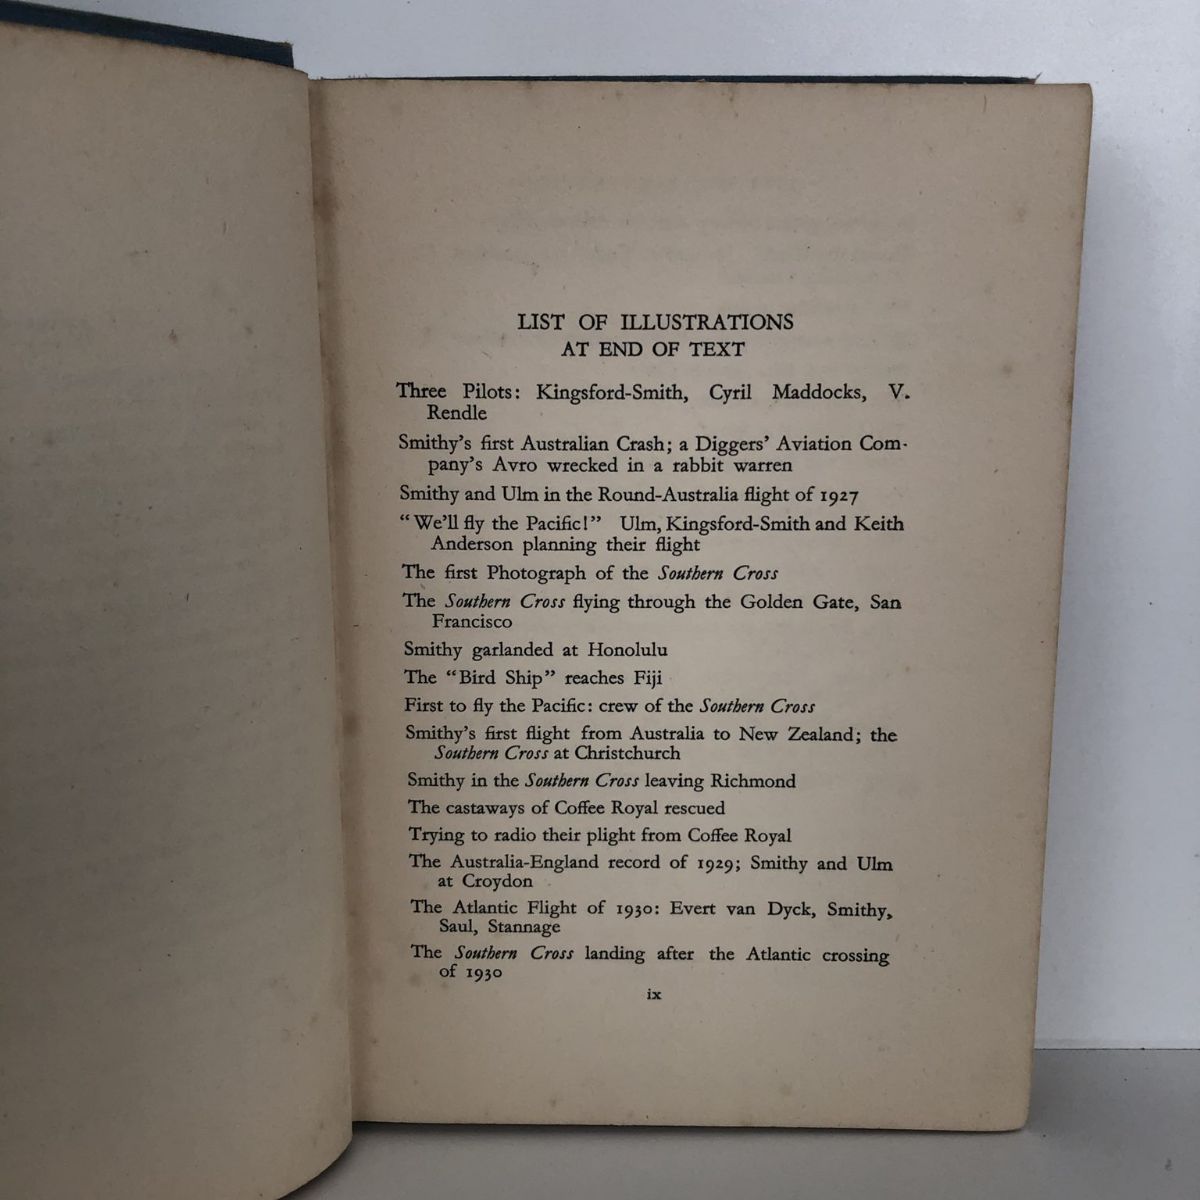 LIST OF ILLUSTRATIONS
AT END OF TEXT
Three Pilots: Kingsford-Smith, Cyril Maddocks, V.
Rendle
Smithy's first Australian Crash; a Diggers' Aviation Com-
pany's Avro wrecked in a rabbit warren
Smithy and Ulm in the Round-Australia flight of 1927
"We'll fly the Pacific!" Ulm, Kingsford-Smith and Keith
Anderson planning their flight
The first Photograph of the Southern Cross
The Southern Cross flying through the Golden Gate, San
Francisco
Smithy garlanded at Honolulu
The "Bird Ship" reaches Fiji
First to fly the Pacific: crew of the Southern Cross
Smithy's first flight from Australia to New Zealand; the
Southern Cross at Christchurch
Smithy in the Southern Cross leaving Richmond
The castaways of Coffee Royal rescued
Trying to radio their plight from Coffee Royal
The Australia-England record of 1929; Smithy and Ulm
at Croydon
The Atlantic Flight of 1930: Evert van Dyck, Smithy,
Saul, Stannage
The Southern Cross landing after the Atlantic crossing
of 1930
ix